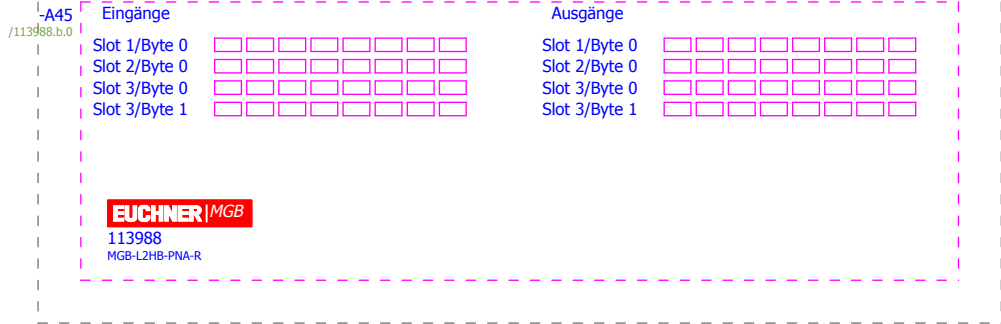 -A45 Eingänge Ausgänge
/113988.b.0
Slot 1/Byte 0 Slot 1/Byte 0
Slot 2/Byte 0 Slot 2/Byte 0
Slot 3/Byte 0 Slot 3/Byte 0
Slot 3/Byte 1 Slot 3/Byte 1
EUCHNER|MGB
113988
MGB-L2HB-PNA-R